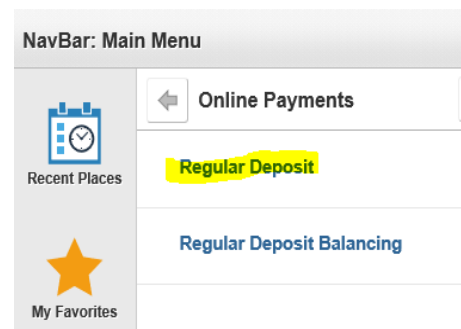 NavBar: Main Menu
Online Payments
Recent Places
Regular Deposit
Regular Deposit Balancing
My Favorites